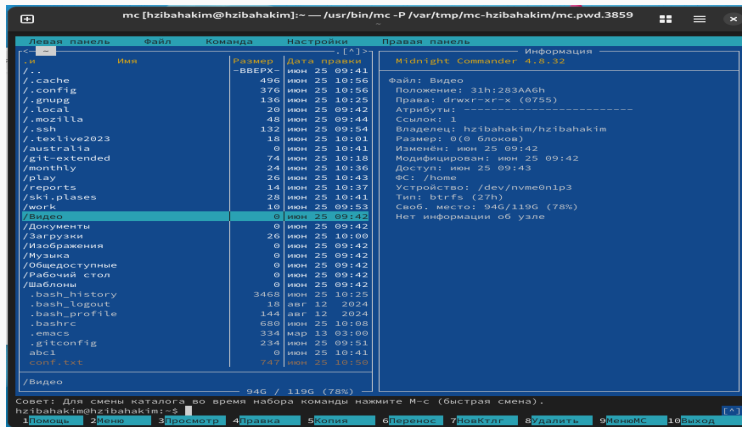 mc [hzibahakim@hzibahakim]:~ — /usr/bin/mc -P /var/tmp/mc-hzibahakim/mc.pwd.3859
~
Левая панель Файл Команда Настройки Правая панель
<— ~ .[^]>
.и Имя Размер Дата правки
/.. -ВВЕРХ- июн 25 09:41
/.cache 496 июн 25 10:56
/.config 376 июн 25 10:56
/.gnupg 136 июн 25 10:25
/.local 20 июн 25 09:42
/.mozilla 48 июн 25 09:44
/.ssh 132 июн 25 09:54
/.texlive2023 18 июн 25 10:01
/australia 0 июн 25 10:41
/git-extended 74 июн 25 10:18
/monthly 24 июн 25 10:36
/play 26 июн 25 10:43
/reports 14 июн 25 10:37
/ski.plases 28 июн 25 10:41
/work 10 июн 25 09:53
/Видео 0 июн 25 09:42
/Документы 0 июн 25 09:42
/Загрузки 26 июн 25 10:00
/Изображения 0 июн 25 09:42
/Музыка 0 июн 25 09:42
/Общедоступные 0 июн 25 09:42
/Рабочий стол 0 июн 25 09:42
/Шаблоны 0 июн 25 09:42
.bash_history 3468 июн 25 10:25
.bash_logout 18 авг 12 2024
.bash_profile 144 авг 12 2024
.bashrc 680 июн 25 10:08
.emacs 334 мар 13 03:00
.gitconfig 234 июн 25 09:51
abc1 0 июн 25 10:41
conf.txt 747 июн 25 10:50
/Видео
94G / 119G (78%)
Информация
Midnight Commander 4.8.32
Файл: Видео
Положение: 31h:283AA6h
Права: drwxr-xr-x (0755)
Атрибуты: -----------------------
Ссылок: 1
Владелец: hzibahakim/hzibahakim
Размер: 0(0 блоков)
Изменён: июн 25 09:42
Модифицирован: июн 25 09:42
Доступ: июн 25 09:43
ФС: /home
Устройство: /dev/nvme0n1p3
Тип: btrfs (27h)
Своб. место: 94G/119G (78%)
Нет информации об узле
Совет: Для смены каталога во время набора команды нажмите M-c (быстрая смена).
hzibahakim@hzibahakim:~$ [^]
1Помощь 2Меню 3Просмотр 4Правка 5Копия 6Перенос 7НовКтлг 8Удалить 9МенюMC 10Выход